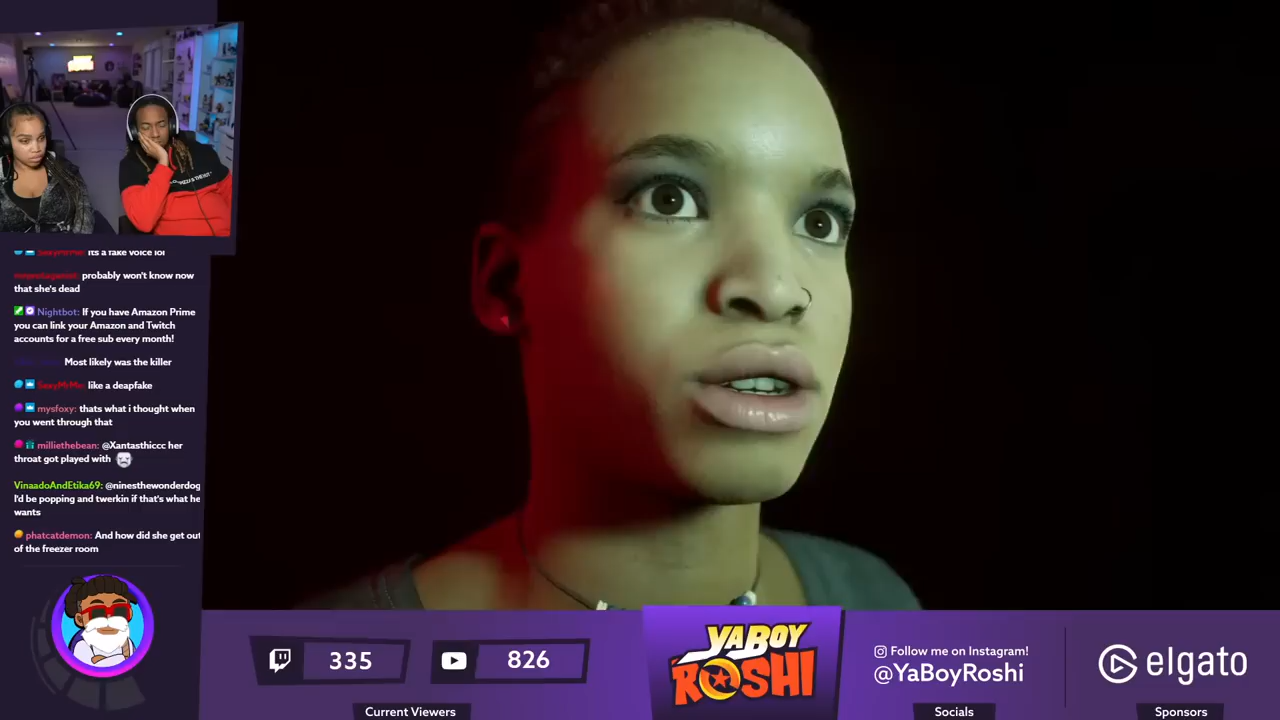 its a fake voice lol
probably won't know now
that she's dead
Nightbot: If you have Amazon Prime
you can link your Amazon and Twitch
accounts for a free sub every month!
Most likely was the killer
SexyMrMe: like a deapfake
mysfoxy: thats what i thought when
you went through that
milliethebean: @Xantasthiccc her
throat got played with
VinaadoAndEtika69: @ninesthewonderdog
I'd be popping and twerkin if that's what he
wants
phatcatdemon: And how did she get out
of the freezer room
335
826
Current Viewers
YABOY
ROSHI
Follow me on Instagram!
@YaBoyRoshi
Socials
elgato
Sponsors